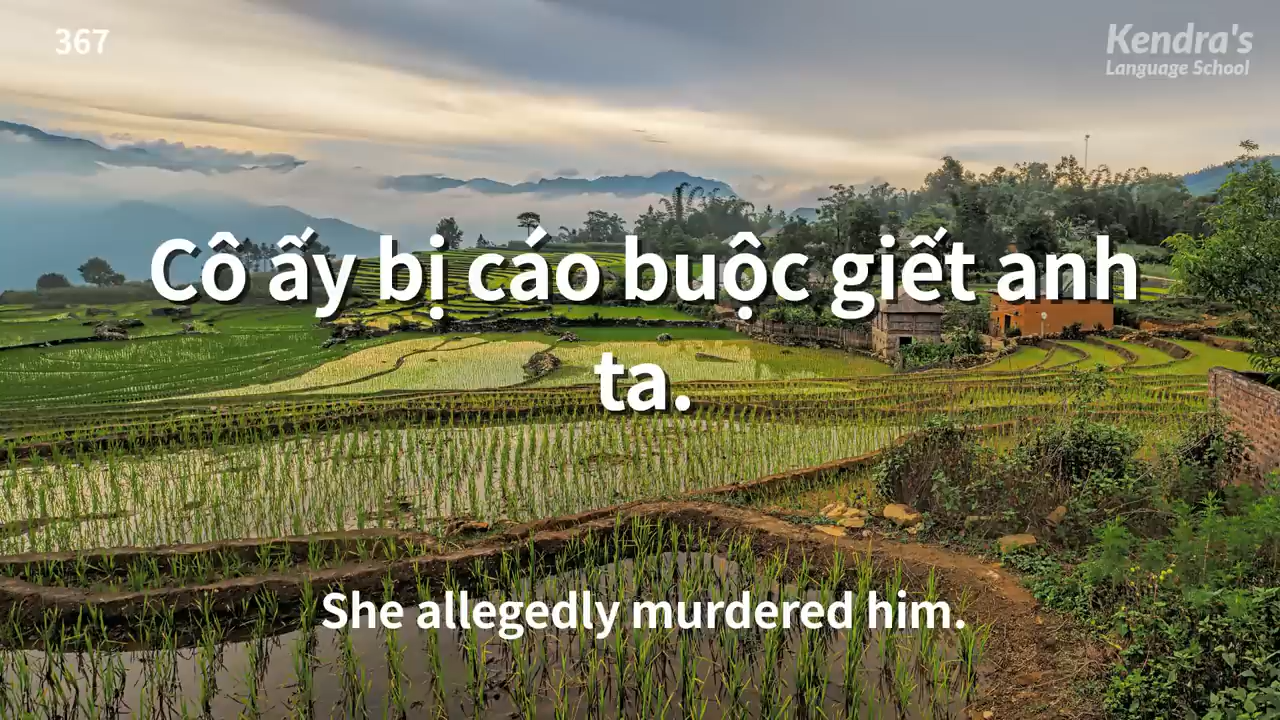 367
Kendra's
Language School
Cô ấy bị cáo buộc giết anh
ta.
She allegedly murdered him.